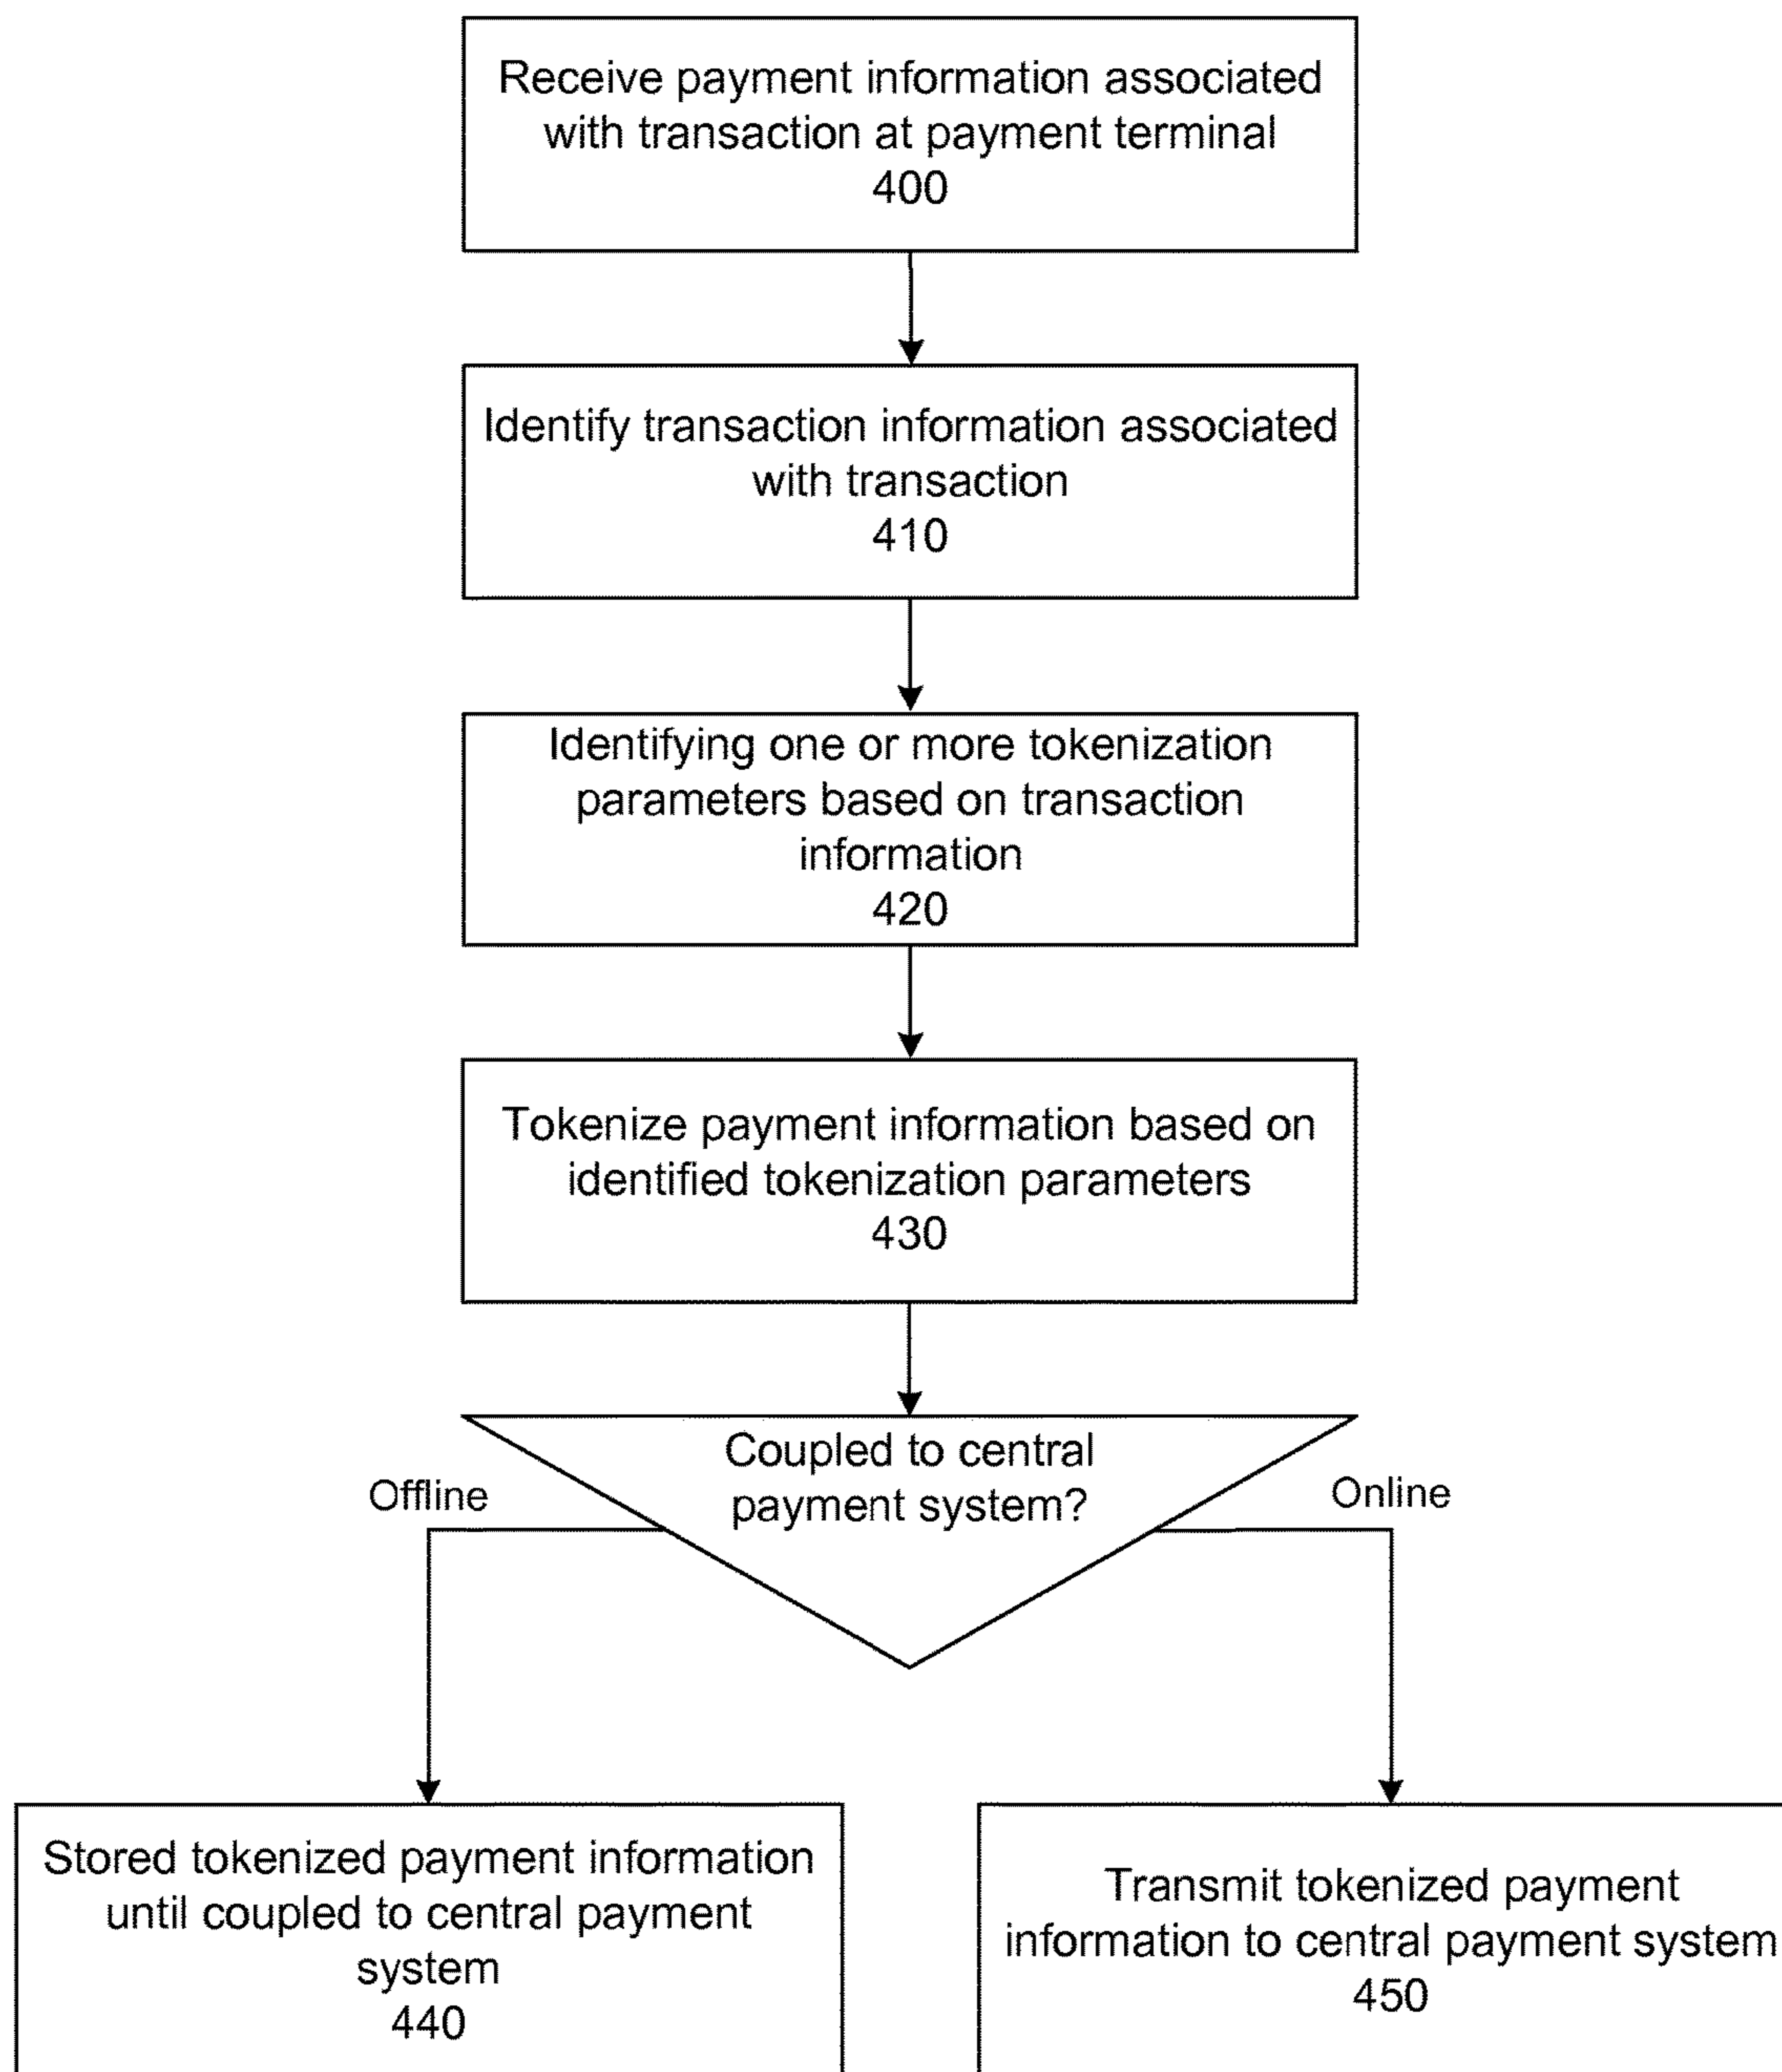 Receive payment information associated
with transaction at payment terminal
400
Identify transaction information associated
with transaction
410
Identifying one or more tokenization
parameters based on transaction
information
420
Tokenize payment information based on
identified tokenization parameters
430
Coupled to central
payment system?
Offline
Online
Stored tokenized payment information
until coupled to central payment
system
440
Transmit tokenized payment
information to central payment system
450